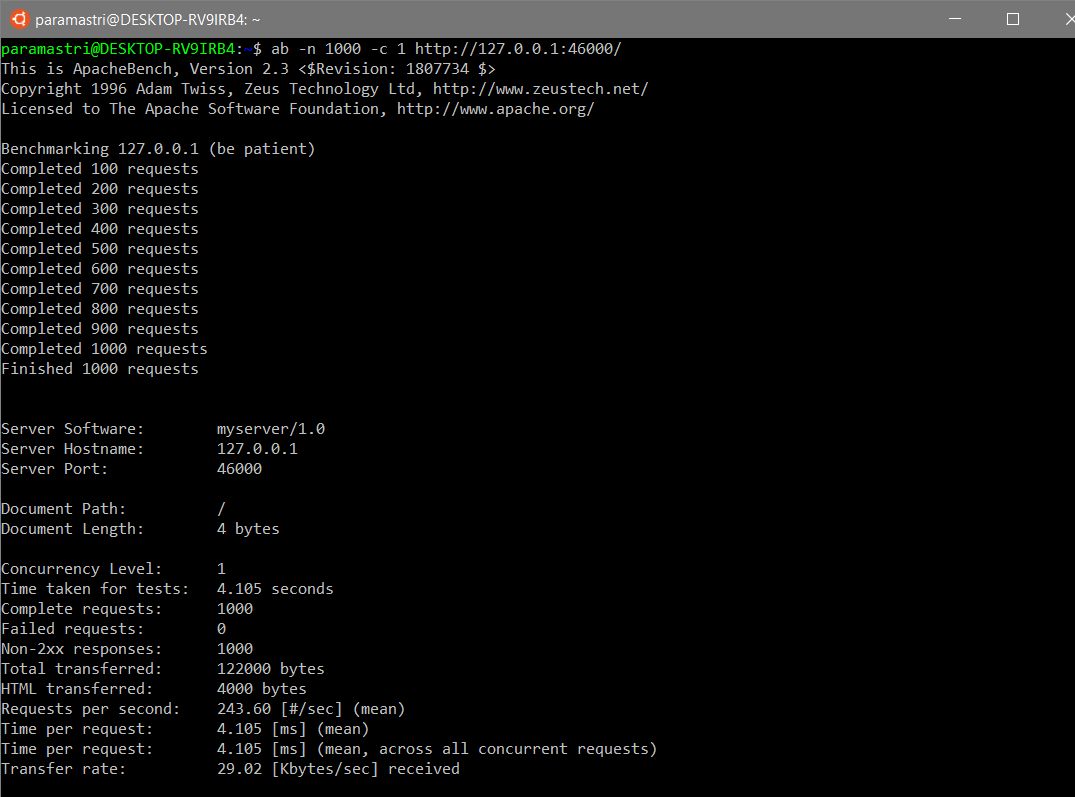 paramastri@DESKTOP-RV9IRB4: ~
paramastri@DESKTOP-RV9IRB4:~$ ab -n 1000 -c 1 http://127.0.0.1:46000/
This is ApacheBench, Version 2.3 <$Revision: 1807734 $>
Copyright 1996 Adam Twiss, Zeus Technology Ltd, http://www.zeustech.net/
Licensed to The Apache Software Foundation, http://www.apache.org/

Benchmarking 127.0.0.1 (be patient)
Completed 100 requests
Completed 200 requests
Completed 300 requests
Completed 400 requests
Completed 500 requests
Completed 600 requests
Completed 700 requests
Completed 800 requests
Completed 900 requests
Completed 1000 requests
Finished 1000 requests

Server Software:        myserver/1.0
Server Hostname:        127.0.0.1
Server Port:            46000

Document Path:          /
Document Length:        4 bytes

Concurrency Level:      1
Time taken for tests:   4.105 seconds
Complete requests:      1000
Failed requests:        0
Non-2xx responses:      1000
Total transferred:      122000 bytes
HTML transferred:       4000 bytes
Requests per second:    243.60 [#/sec] (mean)
Time per request:       4.105 [ms] (mean)
Time per request:       4.105 [ms] (mean, across all concurrent requests)
Transfer rate:          29.02 [Kbytes/sec] received